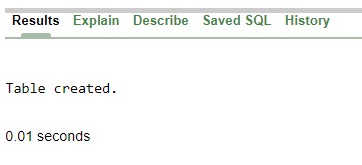 Results Explain Describe Saved SQL History
Table created.
0.01 seconds